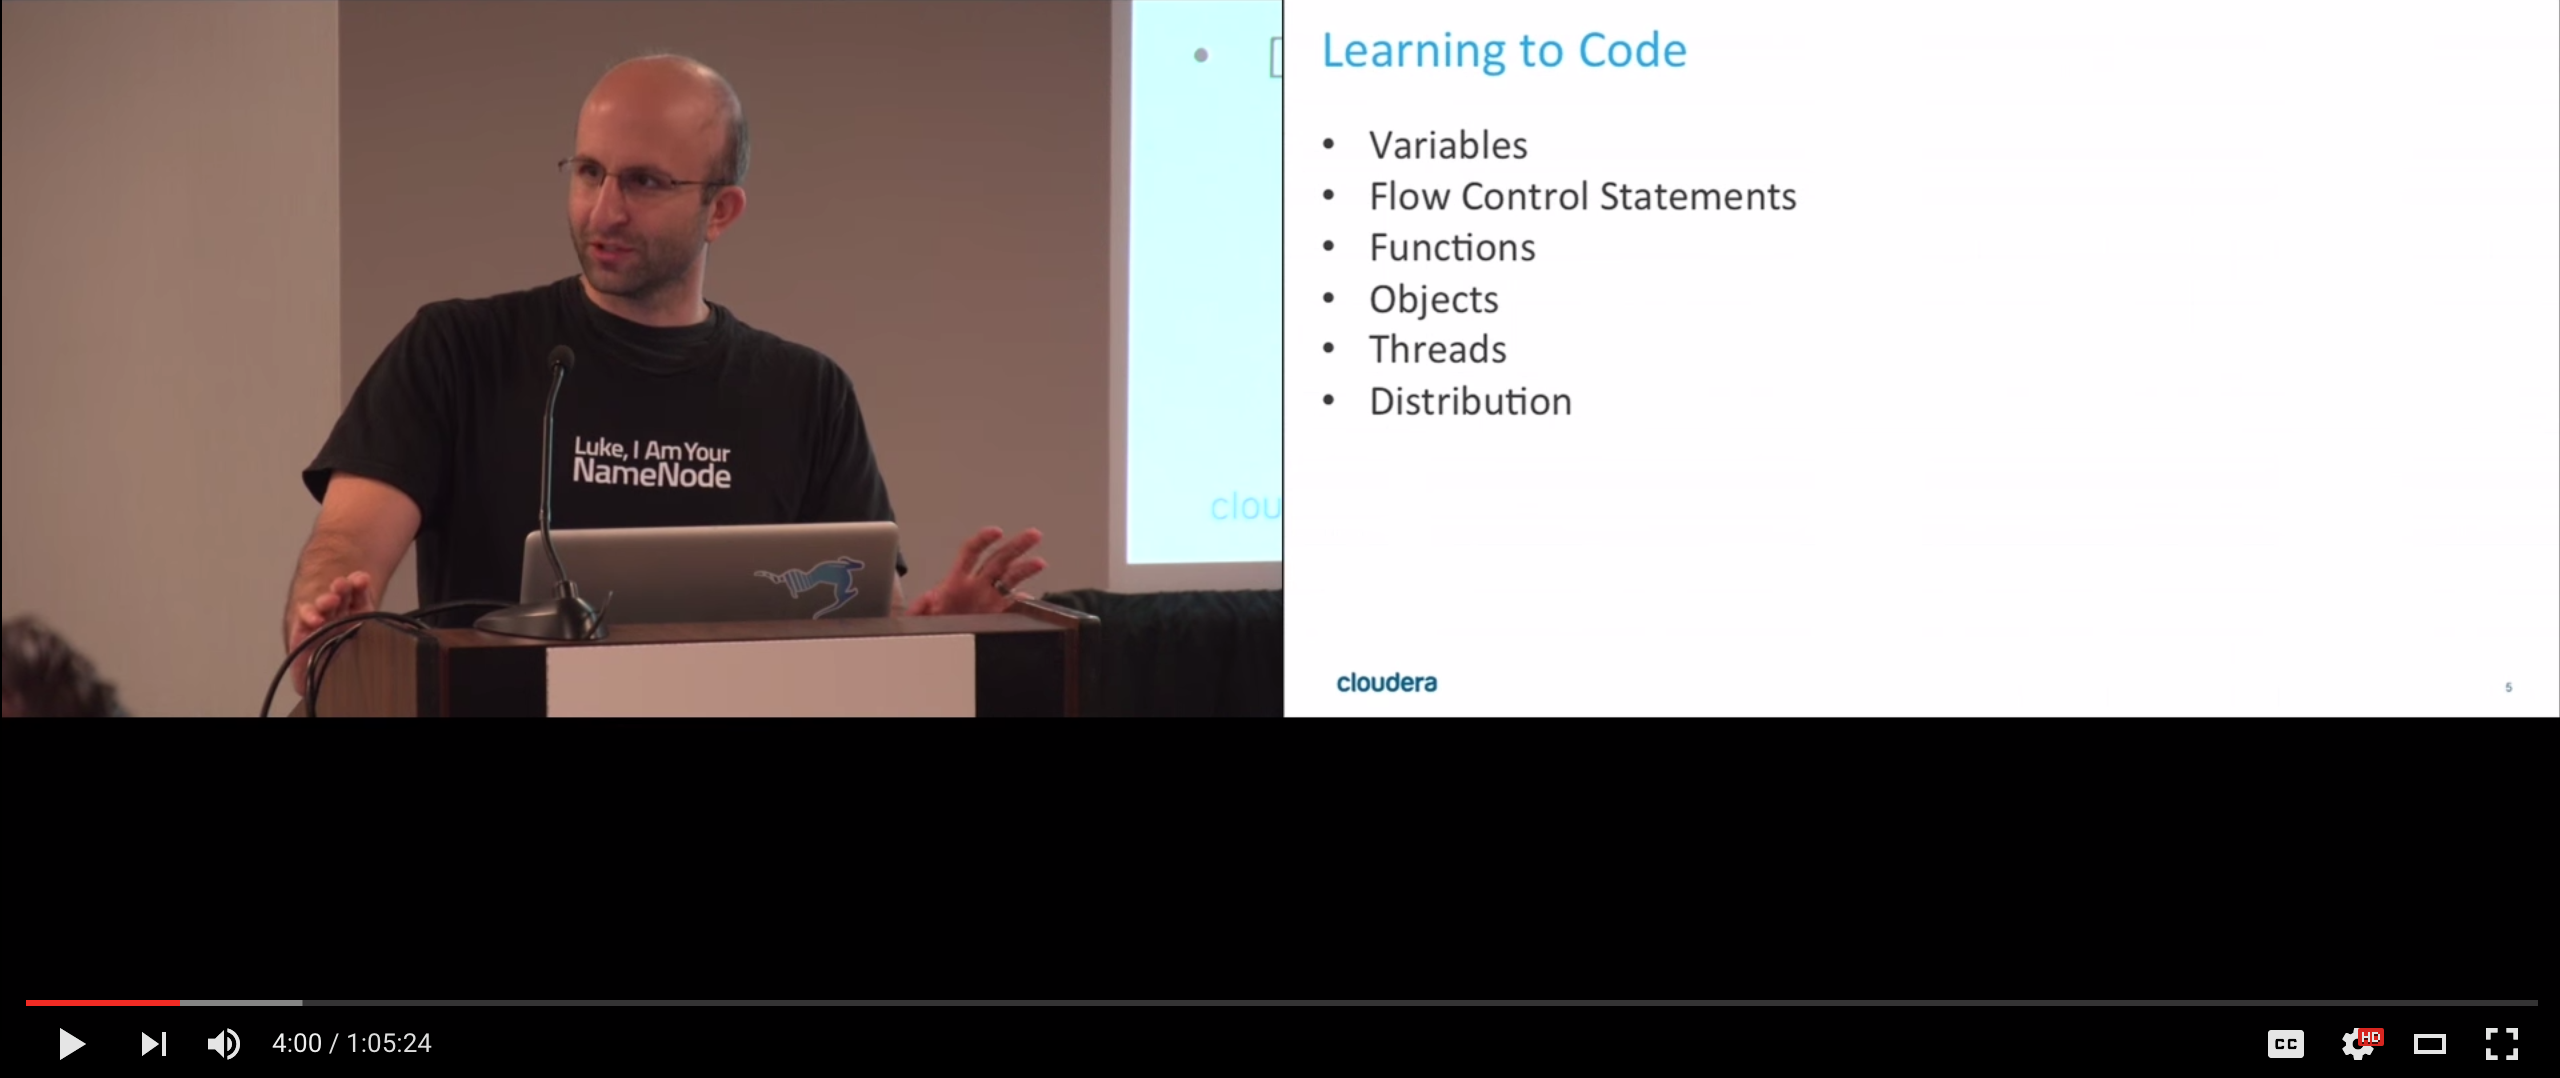 Learning to Code
• Variables
• Flow Control Statements
• Functions
• Objects
• Threads
• Distribution
cloudera
5
Luke, I Am Your
NameNode
clou
4:00 / 1:05:24
CC
HD